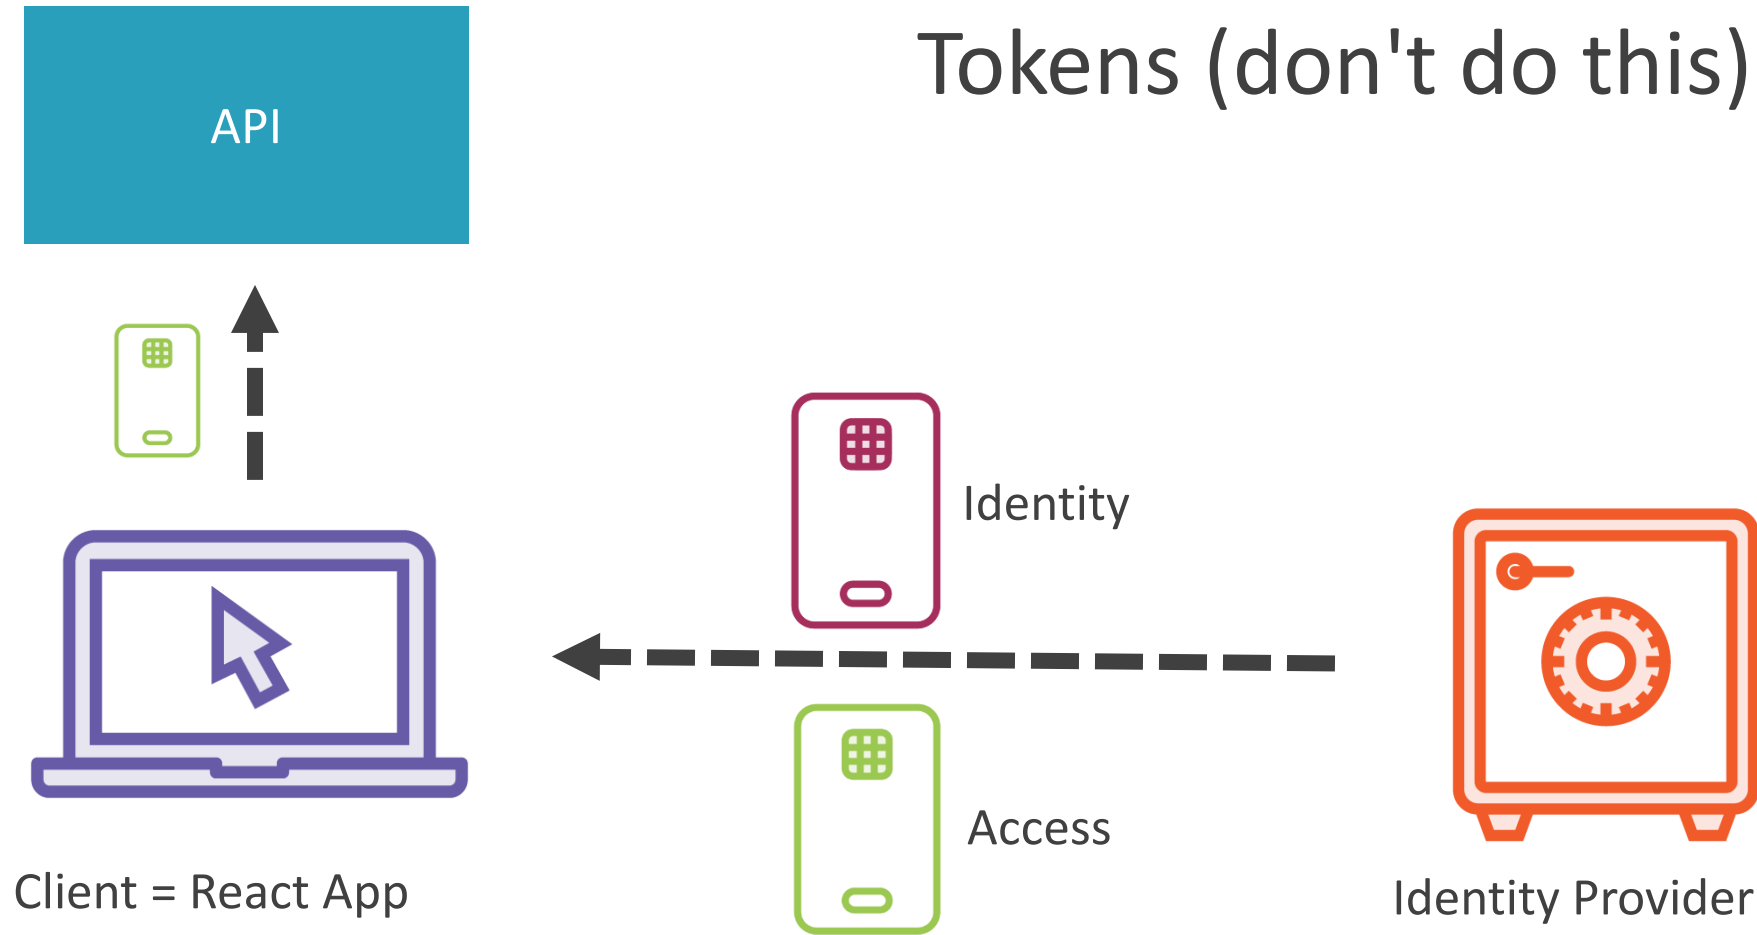 Tokens (don't do this)
API
Identity
Access
Client = React App
Identity Provider